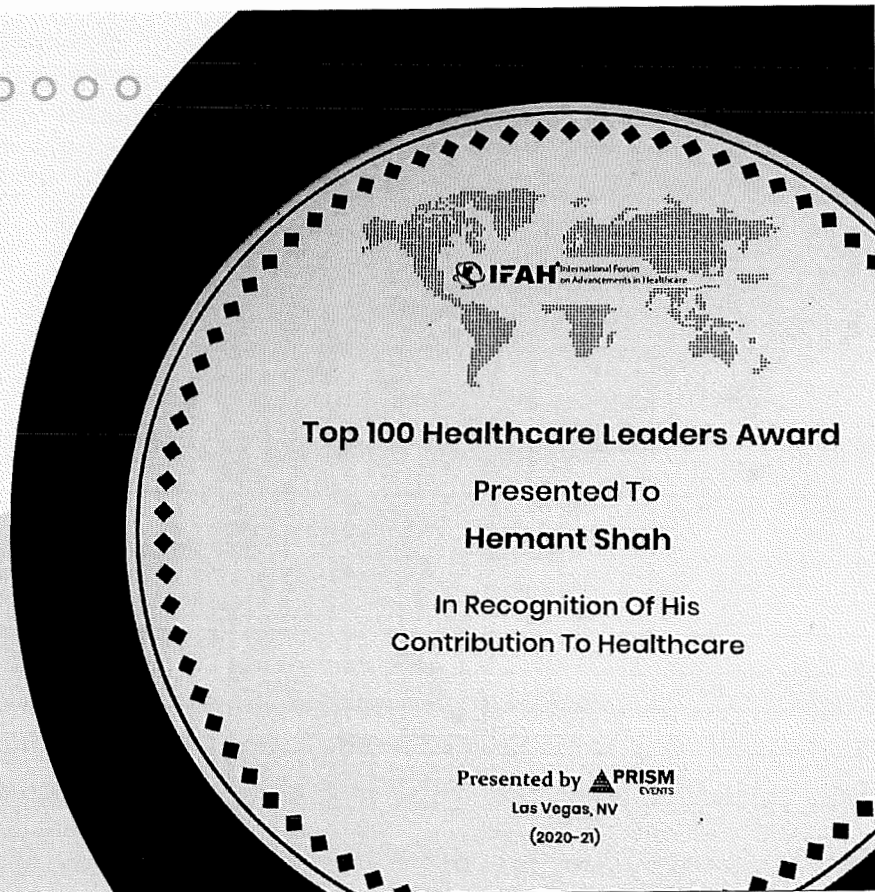 IFAH
International Forum
on Advancements in Healthcare
Top 100 Healthcare Leaders Award
Presented To
Hemant Shah
In Recognition Of His
Contribution To Healthcare
Presented by PRISM
EVENTS
Las Vegas, NV
(2020-21)